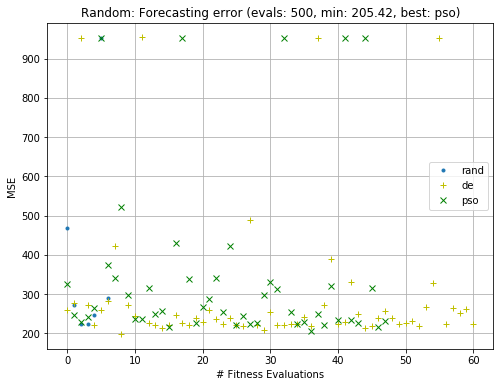 Random: Forecasting error (evals: 500, min: 205.42, best: pso)
900
800
700
600
500
400
300
200
MSE
rand
de
pso
0 10 20 30 40 50 60
# Fitness Evaluations